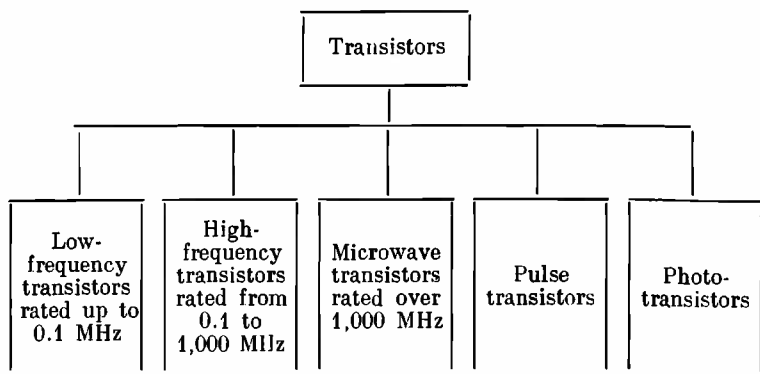 Transistors
Low-
frequency
transistors
rated up to
0.1 MHz
High-
frequency
transistors
rated from
0.1 to
1,000 MHz
Microwave
transistors
rated over
1,000 MHz
Pulse
transistors
Photo-
transistors